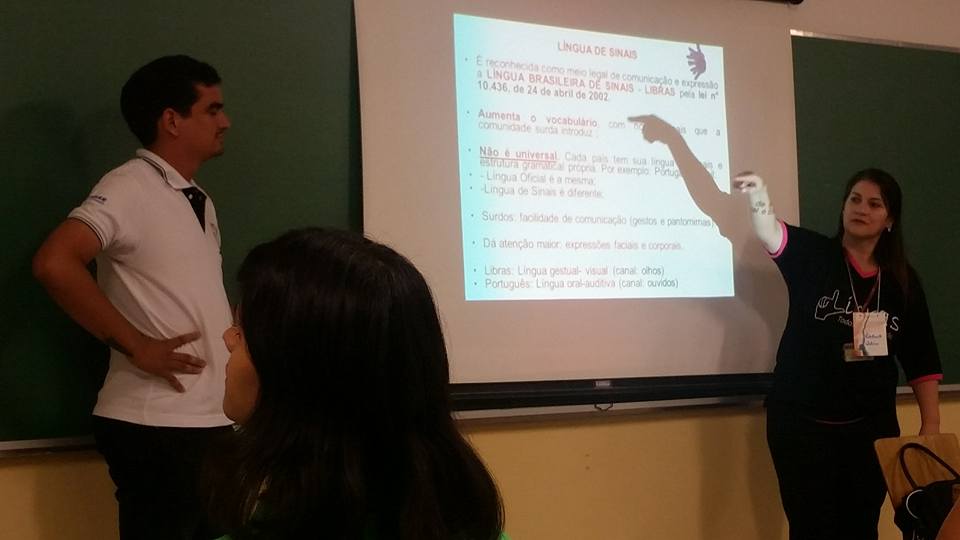 LÍNGUA DE SINAIS
• É reconhecida como meio legal de comunicação e expressão
a LÍNGUA BRASILEIRA DE SINAIS - LIBRAS pela lei nº
10.436, de 24 de abril de 2002.
• Aumenta o vocabulário, com que a
comunidade surda introduz ;
• Não é universal. Cada país tem sua língua e
estrutura gramatical própria. Por exemplo:
• - Língua Oficial é a mesma;
• -Língua de Sinais é diferente;
• Surdos: facilidade de comunicação (gestos e pantomimas)
• Dá atenção maior: expressões faciais e corporais.
• Libras: Língua gestual- visual (canal: olhos)
• Português: Língua oral-auditiva (canal: ouvidos)